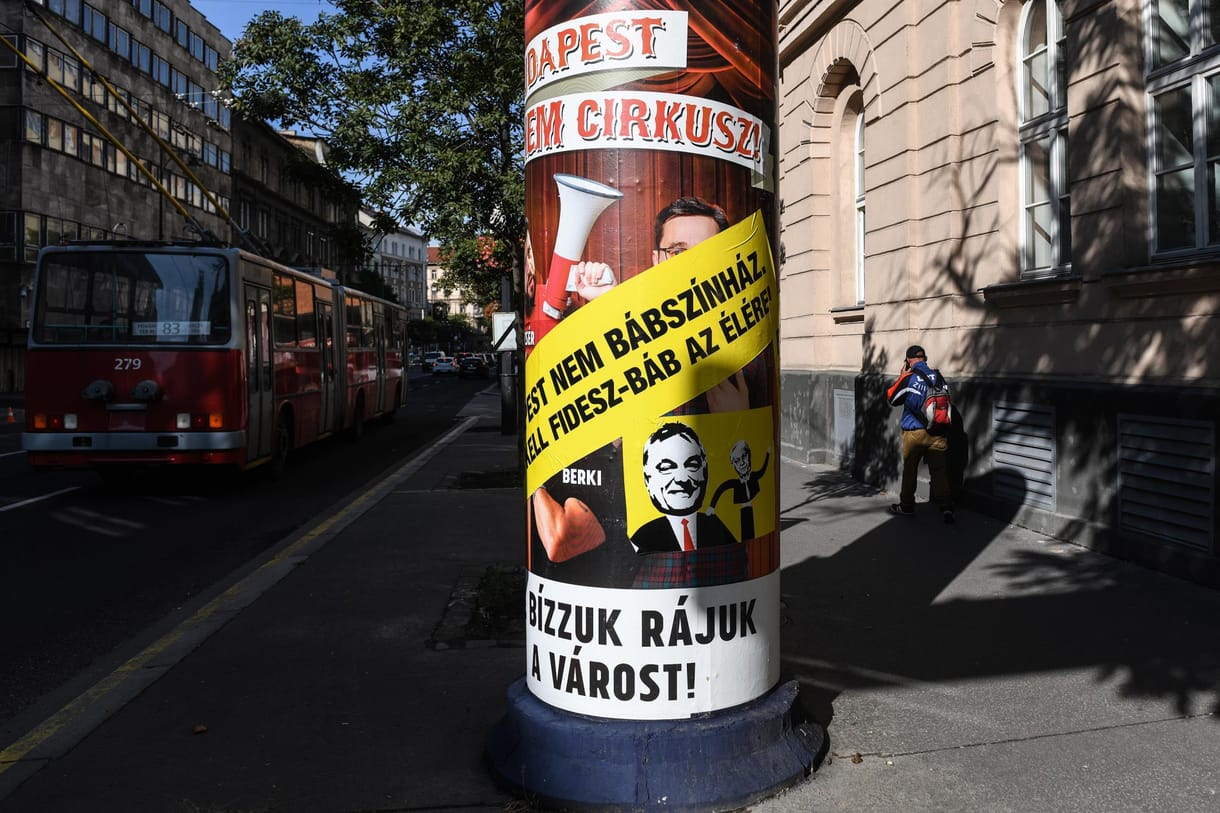 DAPEST
EM CIRKUSZ!
EST NEM BÁBSZÍNHÁZ.
ELL FIDESZ-BÁB AZ ÉLÉRE!
BERKI
BÍZZUK RÁJUK
A VÁROST!
83
279